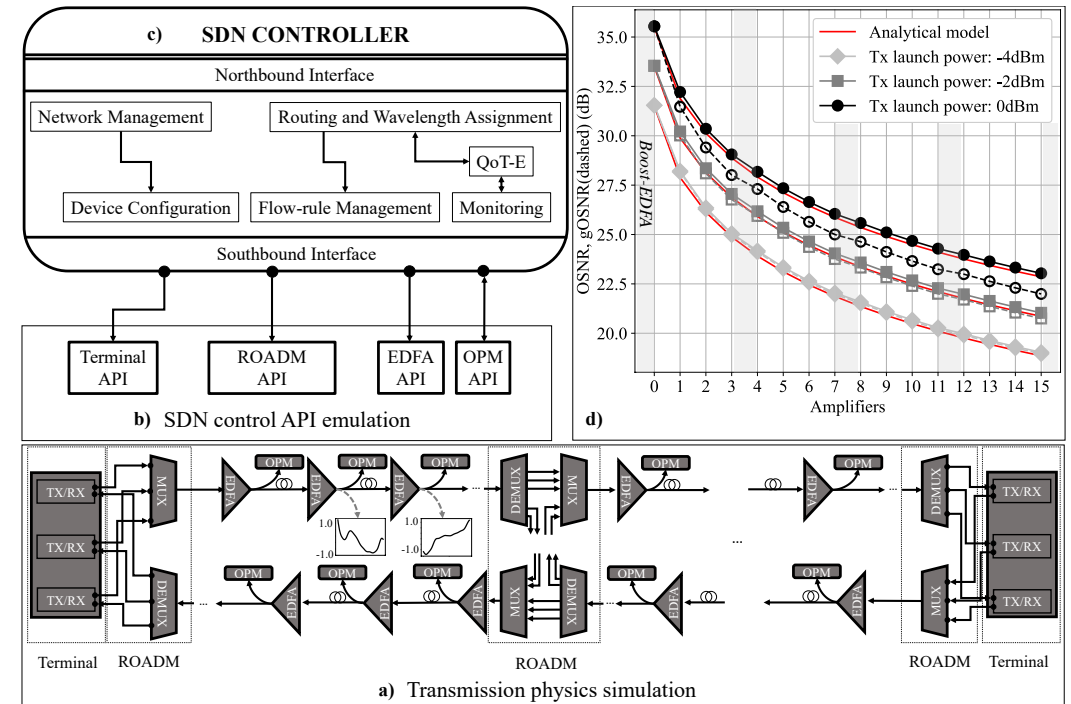 c) SDN CONTROLLER
Northbound Interface
Network Management
Routing and Wavelength Assignment
QoT-E
Device Configuration
Flow-rule Management
Monitoring
Southbound Interface
Terminal
API
ROADM
API
EDFA
API
OPM
API
b) SDN control API emulation
OSNR, gOSNR(dashed) (dB)
35.0
32.5
30.0
27.5
25.0
22.5
20.0
Boost-EDFA
Analytical model
Tx launch power: -4dBm
Tx launch power: -2dBm
Tx launch power: 0dBm
0 1 2 3 4 5 6 7 8 9 10 11 12 13 14 15
Amplifiers
d)
TX/RX
TX/RX
TX/RX
MUX
DEMUX
EDFA
OPM
EDFA
OPM
EDFA
OPM
...
1.0
-1.0
1.0
-1.0
DEMUX
MUX
EDFA
OPM
EDFA
OPM
...
DEMUX
TX/RX
TX/RX
TX/RX
...
...
OPM
EDFA
OPM
EDFA
OPM
EDFA
MUX
DEMUX
...
OPM
EDFA
OPM
EDFA
MUX
Terminal
ROADM
ROADM
ROADM
Terminal
a) Transmission physics simulation